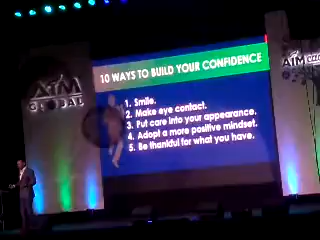 10 WAYS TO BUILD YOUR CONFIDENCE
1. Smile.
2. Make eye contact.
3. Put care into your appearance.
4. Adopt a more positive mindset.
5. Be thankful for what you have.
AIM
GLOBAL
AIM